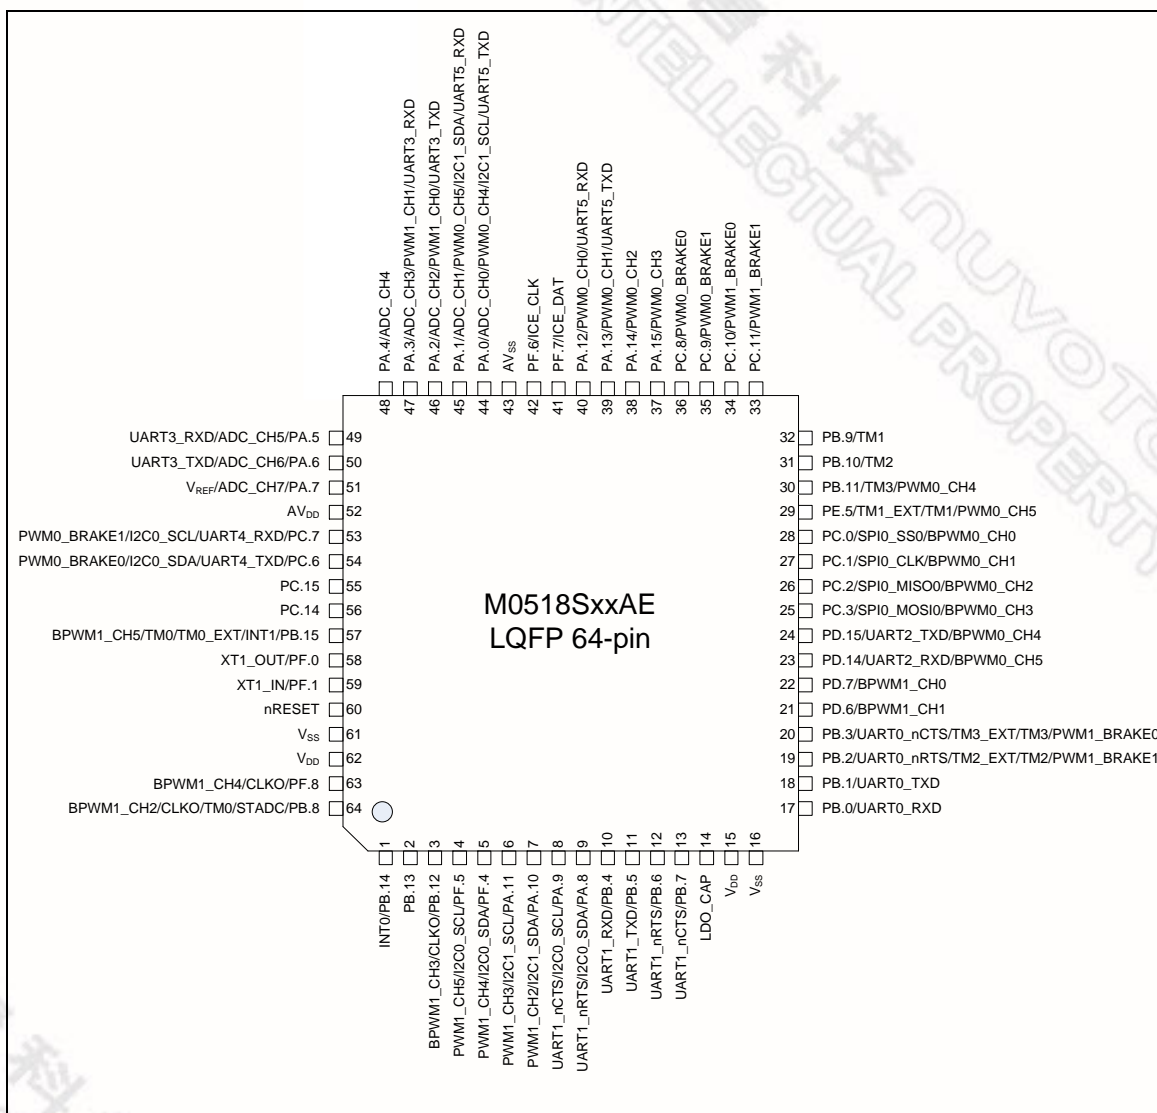 PA.4/ADC_CH4
PA.3/ADC_CH3/PWM1_CH1/UART3_RXD
PA.2/ADC_CH2/PWM1_CH0/UART3_TXD
PA.1/ADC_CH1/PWM0_CH5/I2C1_SDA/UART5_RXD
PA.0/ADC_CH0/PWM0_CH4/I2C1_SCL/UART5_TXD
AVSS
PF.6/ICE_CLK
PF.7/ICE_DAT
PA.12/PWM0_CH0/UART5_RXD
PA.13/PWM0_CH1/UART5_TXD
PA.14/PWM0_CH2
PA.15/PWM0_CH3
PC.8/PWM0_BRAKE0
PC.9/PWM0_BRAKE1
PC.10/PWM1_BRAKE0
PC.11/PWM1_BRAKE1
48 47 46 45 44 43 42 41 40 39 38 37 36 35 34 33
UART3_RXD/ADC_CH5/PA.5 49
UART3_TXD/ADC_CH6/PA.6 50
VREF/ADC_CH7/PA.7 51
AVDD 52
PWM0_BRAKE1/I2C0_SCL/UART4_RXD/PC.7 53
PWM0_BRAKE0/I2C0_SDA/UART4_TXD/PC.6 54
PC.15 55
PC.14 56
BPWM1_CH5/TM0/TM0_EXT/INT1/PB.15 57
XT1_OUT/PF.0 58
XT1_IN/PF.1 59
nRESET 60
VSS 61
VDD 62
BPWM1_CH4/CLKO/PF.8 63
BPWM1_CH2/CLKO/TM0/STADC/PB.8 64
M0518SxxAE
LQFP 64-pin
32 PB.9/TM1
31 PB.10/TM2
30 PB.11/TM3/PWM0_CH4
29 PE.5/TM1_EXT/TM1/PWM0_CH5
28 PC.0/SPI0_SS0/BPWM0_CH0
27 PC.1/SPI0_CLK/BPWM0_CH1
26 PC.2/SPI0_MISO0/BPWM0_CH2
25 PC.3/SPI0_MOSI0/BPWM0_CH3
24 PD.15/UART2_TXD/BPWM0_CH4
23 PD.14/UART2_RXD/BPWM0_CH5
22 PD.7/BPWM1_CH0
21 PD.6/BPWM1_CH1
20 PB.3/UART0_nCTS/TM3_EXT/TM3/PWM1_BRAKE0
19 PB.2/UART0_nRTS/TM2_EXT/TM2/PWM1_BRAKE1
18 PB.1/UART0_TXD
17 PB.0/UART0_RXD
1 2 3 4 5 6 7 8 9 10 11 12 13 14 15 16
INT0/PB.14
PB.13
BPWM1_CH3/CLKO/PB.12
PWM1_CH5/I2C0_SCL/PF.5
PWM1_CH4/I2C0_SDA/PF.4
PWM1_CH3/I2C1_SCL/PA.11
PWM1_CH2/I2C1_SDA/PA.10
UART1_nCTS/I2C0_SCL/PA.9
UART1_nRTS/I2C0_SDA/PA.8
UART1_RXD/PB.4
UART1_TXD/PB.5
UART1_nRTS/PB.6
UART1_nCTS/PB.7
LDO_CAP
VDD
VSS
科技 nuvoTo
INTELLECTUAL PROPERTY
科